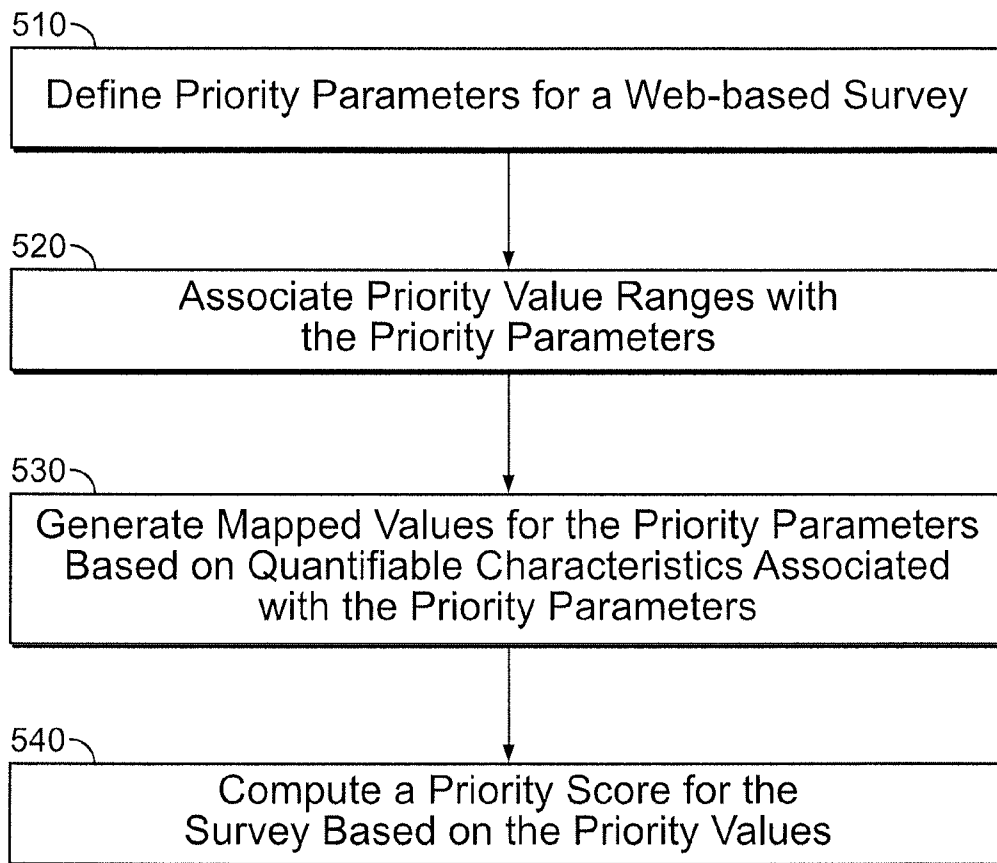 510
Define Priority Parameters for a Web-based Survey
520
Associate Priority Value Ranges with
the Priority Parameters
530
Generate Mapped Values for the Priority Parameters
Based on Quantifiable Characteristics Associated
with the Priority Parameters
540
Compute a Priority Score for the
Survey Based on the Priority Values